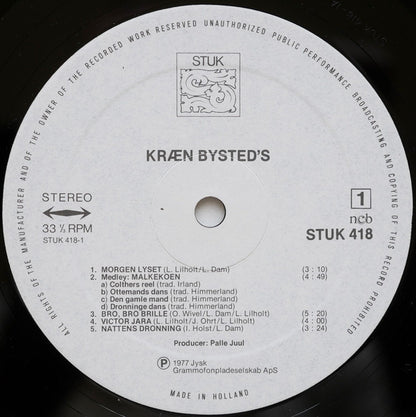 ALL RIGHTS OF THE MANUFACTURER AND OF THE OWNER OF THE RECORDED WORK RESERVED UNAUTHORIZED PUBLIC PERFORMANCE BROADCASTING AND COPYING OF THIS RECORD PROHIBITED
STUK
KRÆN BYSTED'S
STEREO
33 ⅓ RPM
STUK 418-1
1
ncb
STUK 418
1. MORGEN LYSET (L. Lilholt/L. Dam) (3 : 10)
2. Medley: MALKEKOEN (4 : 49)
a) Colthers reel (trad. Irland)
b) Ottemands dans (trad. Himmerland)
c) Den gamle mand (trad. Himmerland)
d) Dronninge dans (trad. Himmerland)
3. BRO, BRO BRILLE (O. Wivel/L. Dam/L. Lilholt) (5 : 20)
4. VICTOR JARA (L. Lilholt/J. Ohrt/L. Lilholt) (4 : 00)
5. NATTENS DRONNING (I. Holst/L. Dam) (3 : 24)
Producer: Palle Juul
Ⓟ 1977 Jysk
Grammofonpladeselskab ApS
MADE IN HOLLAND